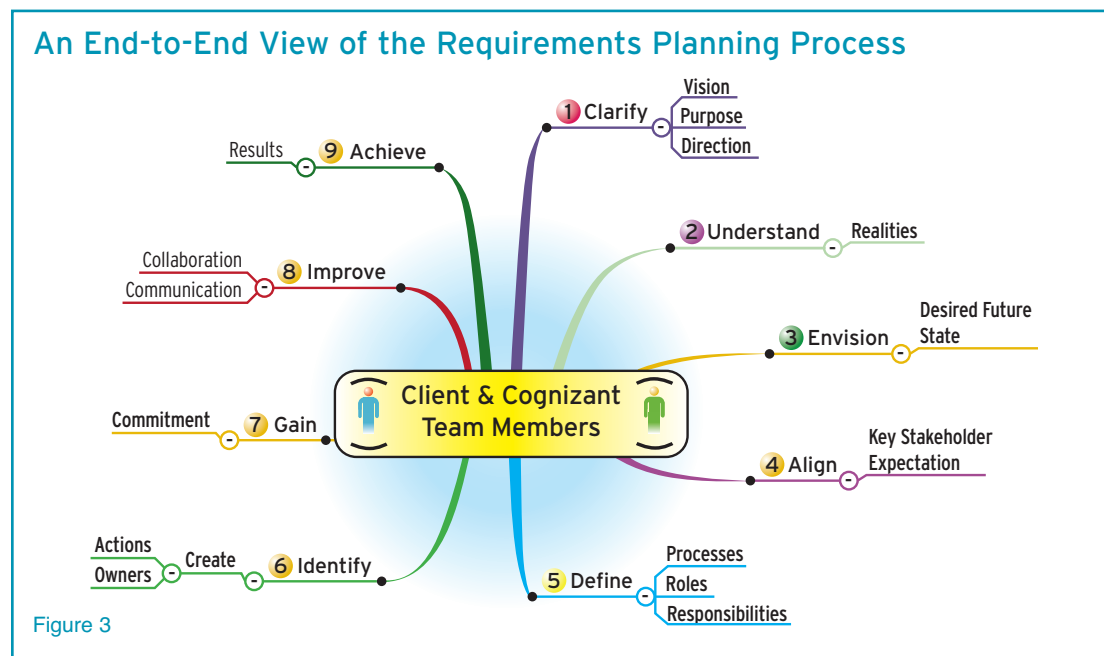 An End-to-End View of the Requirements Planning Process
1 Clarify
Vision
Purpose
Direction
2 Understand
Realities
3 Envision
Desired Future
State
4 Align
Key Stakeholder
Expectation
5 Define
Processes
Roles
Responsibilities
6 Identify
Create
Actions
Owners
7 Gain
Commitment
8 Improve
Collaboration
Communication
9 Achieve
Results
Client & Cognizant
Team Members
Figure 3